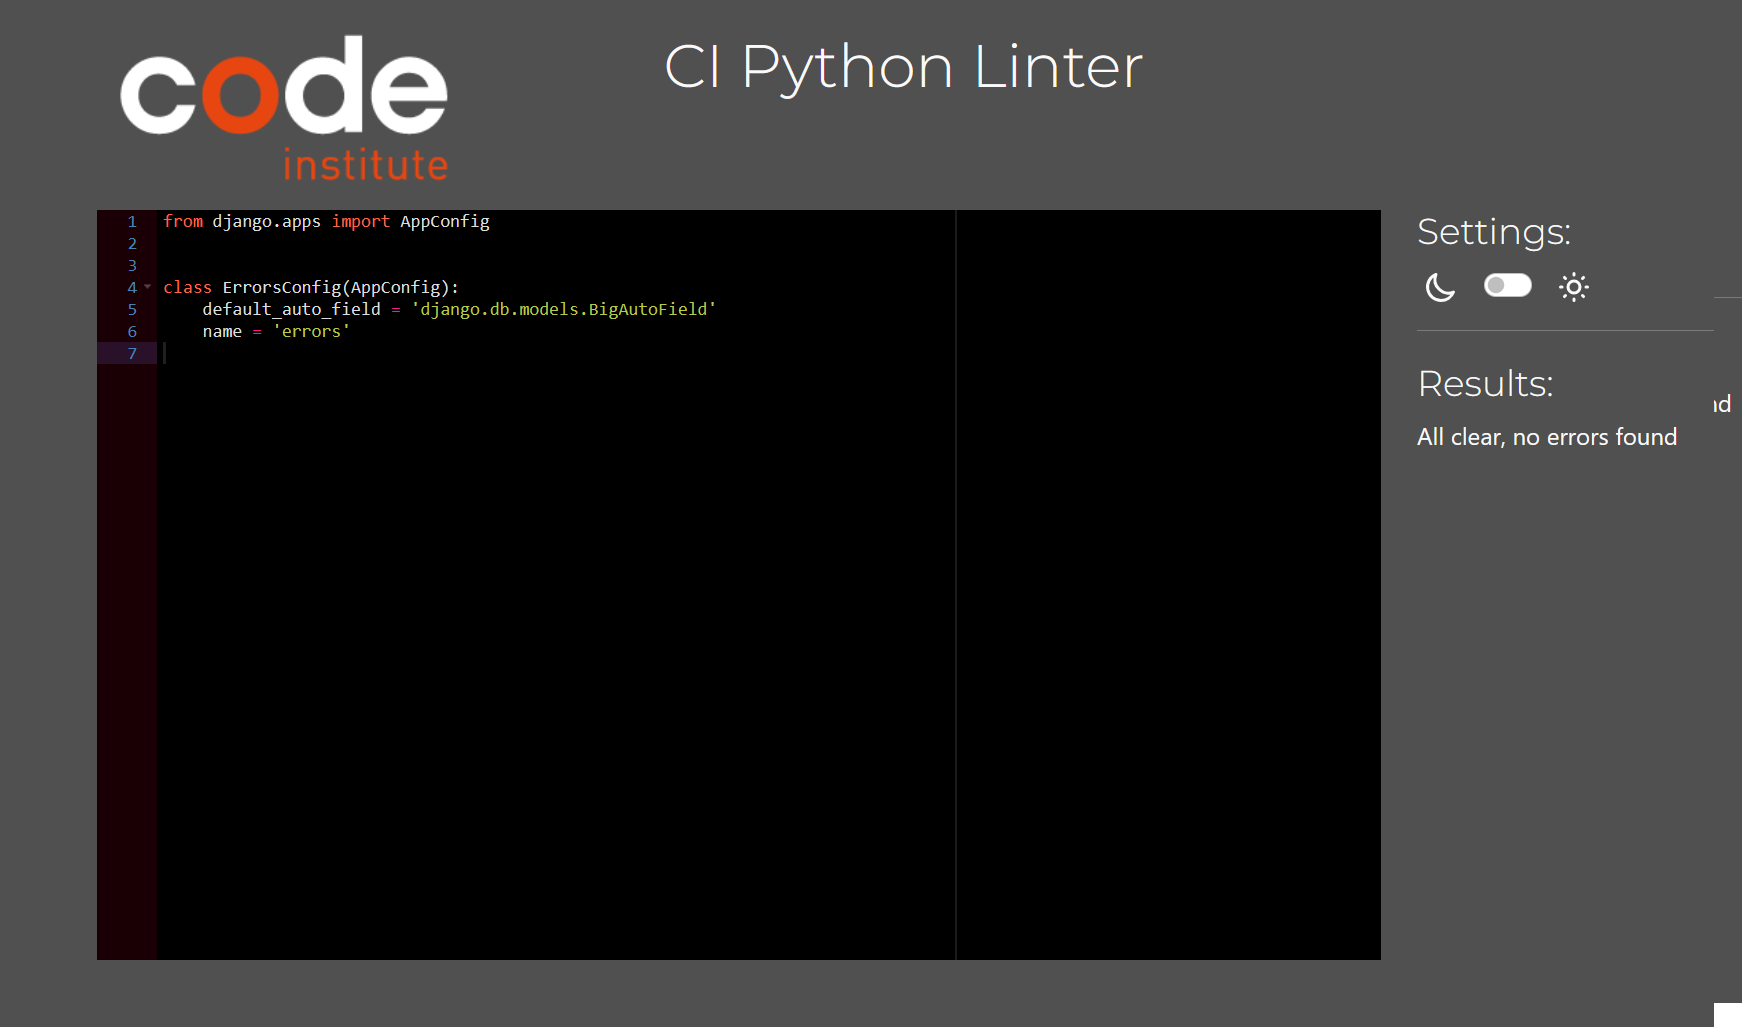 code
institute
CI Python Linter
1 from django.apps import AppConfig
2
3
4 class ErrorsConfig(AppConfig):
5     default_auto_field = 'django.db.models.BigAutoField'
6     name = 'errors'
7
Settings:
Results:
nd
All clear, no errors found